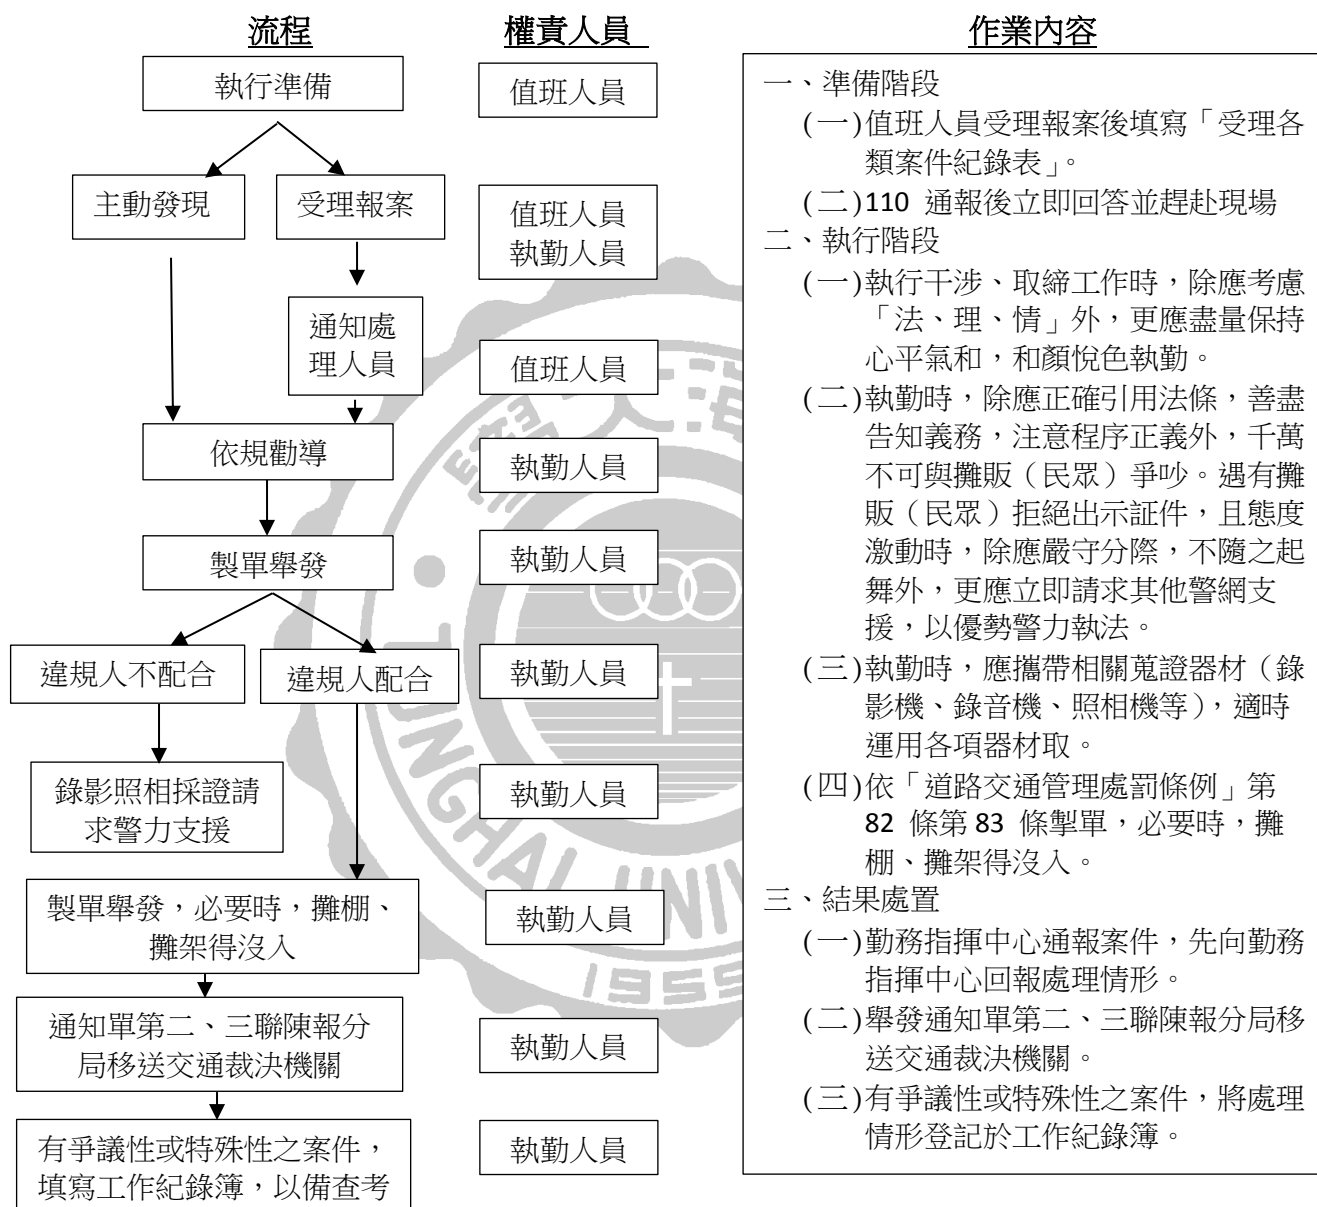 流程
執行準備
主動發現
受理報案
通知處
理人員
依規勸導
製單舉發
違規人不配合
違規人配合
錄影照相採證請
求警力支援
製單舉發，必要時，攤棚、
攤架得沒入
通知單第二、三聯陳報分
局移送交通裁決機關
有爭議性或特殊性之案件，
填寫工作紀錄簿，以備查考
權責人員
值班人員
值班人員
執勤人員
值班人員
執勤人員
執勤人員
執勤人員
執勤人員
執勤人員
執勤人員
執勤人員
作業內容
一、準備階段
(一)值班人員受理報案後填寫「受理各
類案件紀錄表」。
(二)110 通報後立即回答並趕赴現場
二、執行階段
(一)執行干涉、取締工作時，除應考慮
「法、理、情」外，更應盡量保持
心平氣和，和顏悅色執勤。
(二)執勤時，除應正確引用法條，善盡
告知義務，注意程序正義外，千萬
不可與攤販（民眾）爭吵。遇有攤
販（民眾）拒絕出示証件，且態度
激動時，除應嚴守分際，不隨之起
舞外，更應立即請求其他警網支
援，以優勢警力執法。
(三)執勤時，應攜帶相關蒐證器材（錄
影機、錄音機、照相機等），適時
運用各項器材取。
(四)依「道路交通管理處罰條例」第
82 條第 83 條掣單，必要時，攤
棚、攤架得沒入。
三、結果處置
(一)勤務指揮中心通報案件，先向勤務
指揮中心回報處理情形。
(二)舉發通知單第二、三聯陳報分局移
送交通裁決機關。
(三)有爭議性或特殊性之案件，將處理
情形登記於工作紀錄簿。
TUNGHAI UNIV
1955